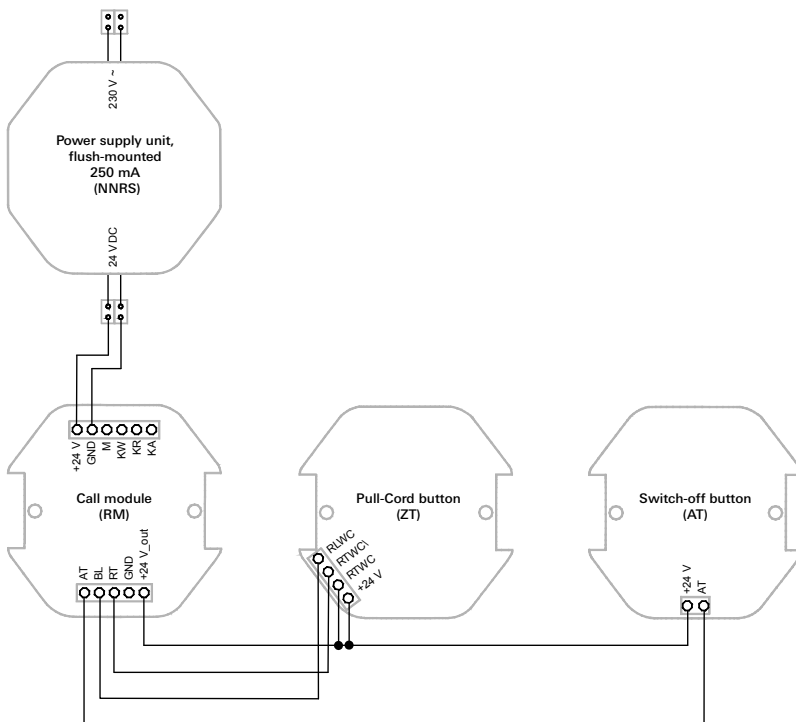 230 V ~
Power supply unit,
flush-mounted
250 mA
(NNRS)
24 V DC
+24 V
GND
M
KW
KR
KA
Call module
(RM)
AT
BL
RT
GND
+24 V_out
Pull-Cord button
(ZT)
RLWC
RTWC\
RTWC
+24 V
Switch-off button
(AT)
+24 V
AT